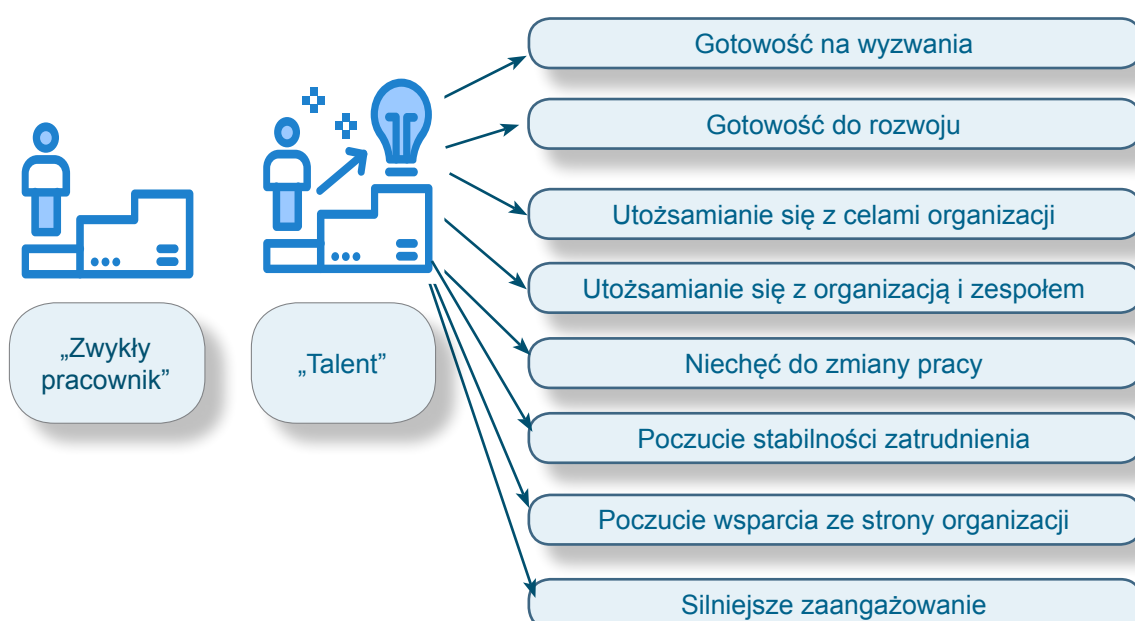 Gotowość na wyzwania
Gotowość do rozwoju
Utożsamianie się z celami organizacji
Utożsamianie się z organizacją i zespołem
„Zwykły
pracownik”
„Talent”
Niechęć do zmiany pracy
Poczucie stabilności zatrudnienia
Poczucie wsparcia ze strony organizacji
Silniejsze zaangażowanie